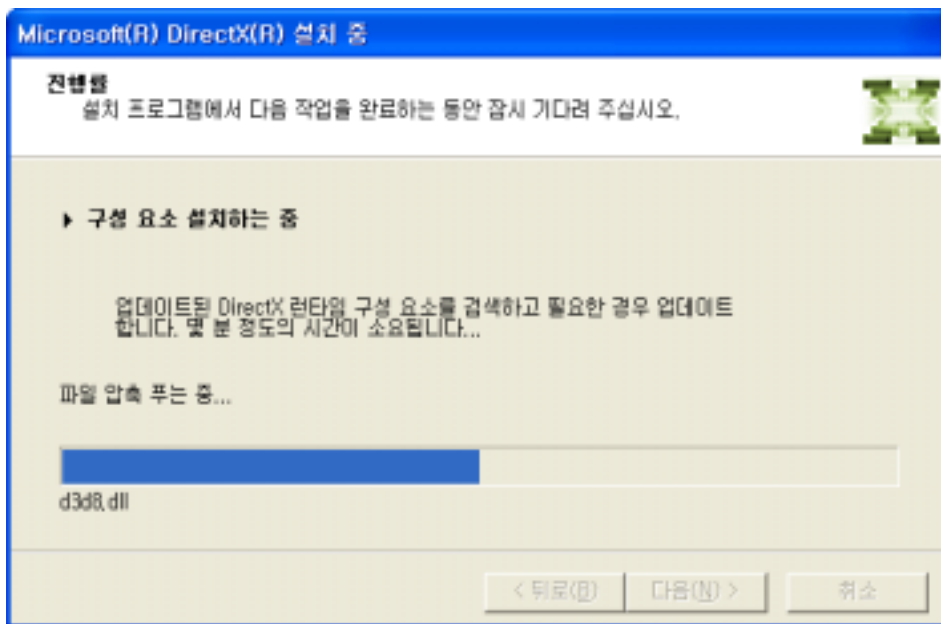 Microsoft(R) DirectX(R) 설치 중
진행률
설치 프로그램에서 다음 작업을 완료하는 동안 잠시 기다려 주십시오.
구성 요소 설치하는 중
업데이트된 DirectX 런타임 구성 요소를 검색하고 필요한 경우 업데이트
합니다. 몇 분 정도의 시간이 소요됩니다...
파일 압축 푸는 중...
d3d8.dll
< 뒤로(B) 다음(N) > 취소